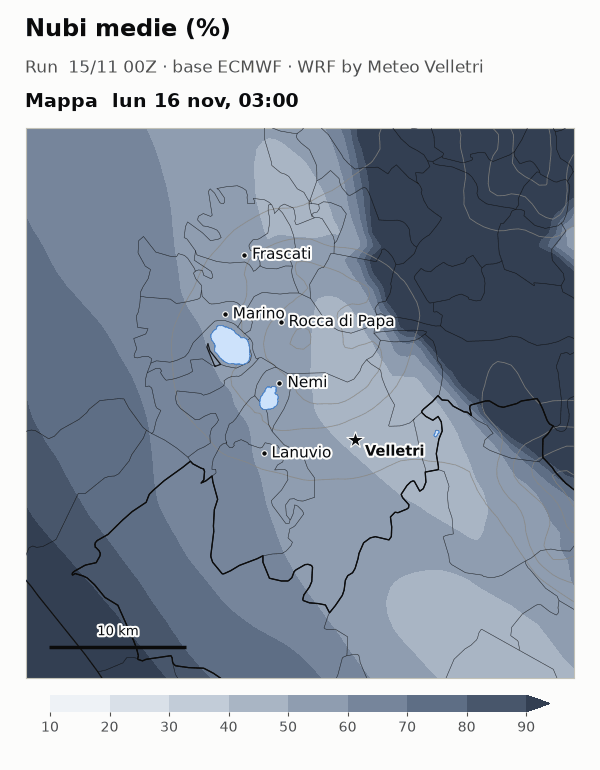 Nubi medie (%)
Run  15/11 00Z · base ECMWF · WRF by Meteo Velletri
Mappa  lun 16 nov, 03:00
Frascati
Marino
Rocca di Papa
Nemi
Velletri
Lanuvio
10 km
10 20 30 40 50 60 70 80 90